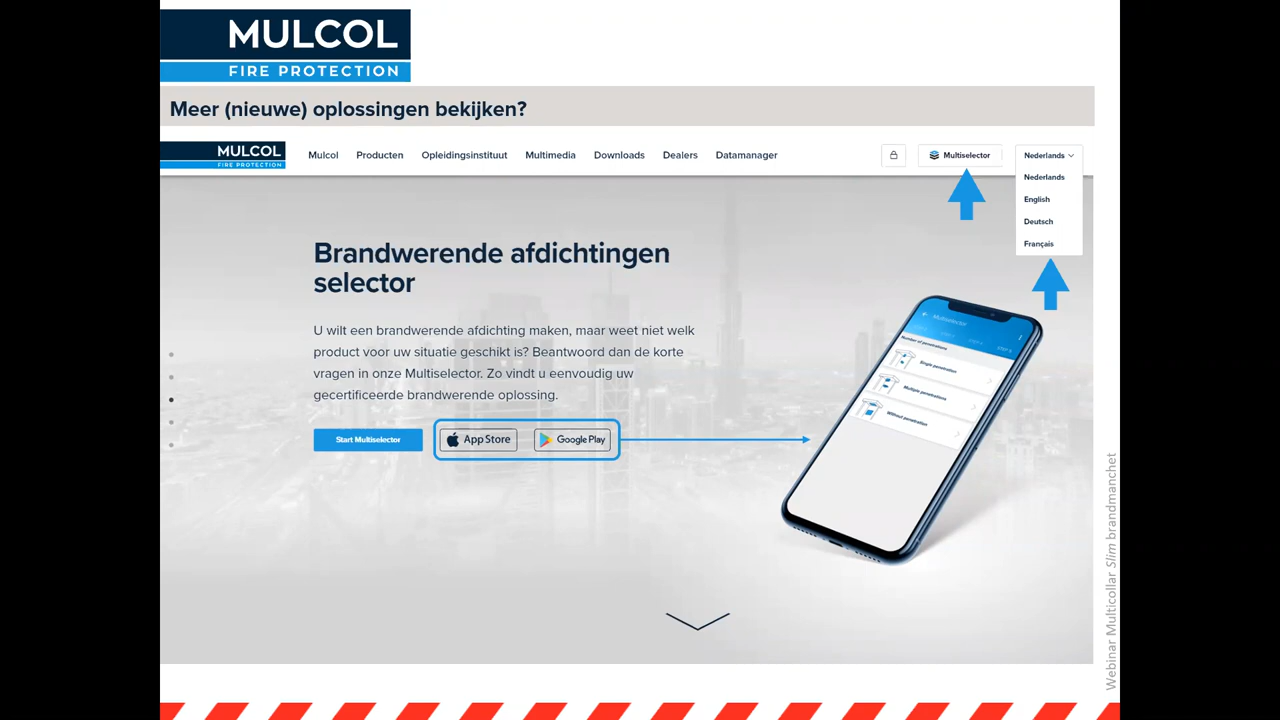 MULCOL
FIRE PROTECTION
Meer (nieuwe) oplossingen bekijken?
MULCOL
FIRE PROTECTION
Mulcol
Producten
Opleidingsinstituut
Multimedia
Downloads
Dealers
Datamanager
Multiselector
Nederlands
Nederlands
English
Deutsch
Français
Brandwerende afdichtingen
selector
U wilt een brandwerende afdichting maken, maar weet niet welk
product voor uw situatie geschikt is? Beantwoord dan de korte
vragen in onze Multiselector. Zo vindt u eenvoudig uw
gecertificeerde brandwerende oplossing.
Start Multiselector
App Store
Google Play
Multiselector
Number of penetrations
Single penetration
Multiple penetrations
Without penetration
Webinar Multicollar Slim brandmanchet